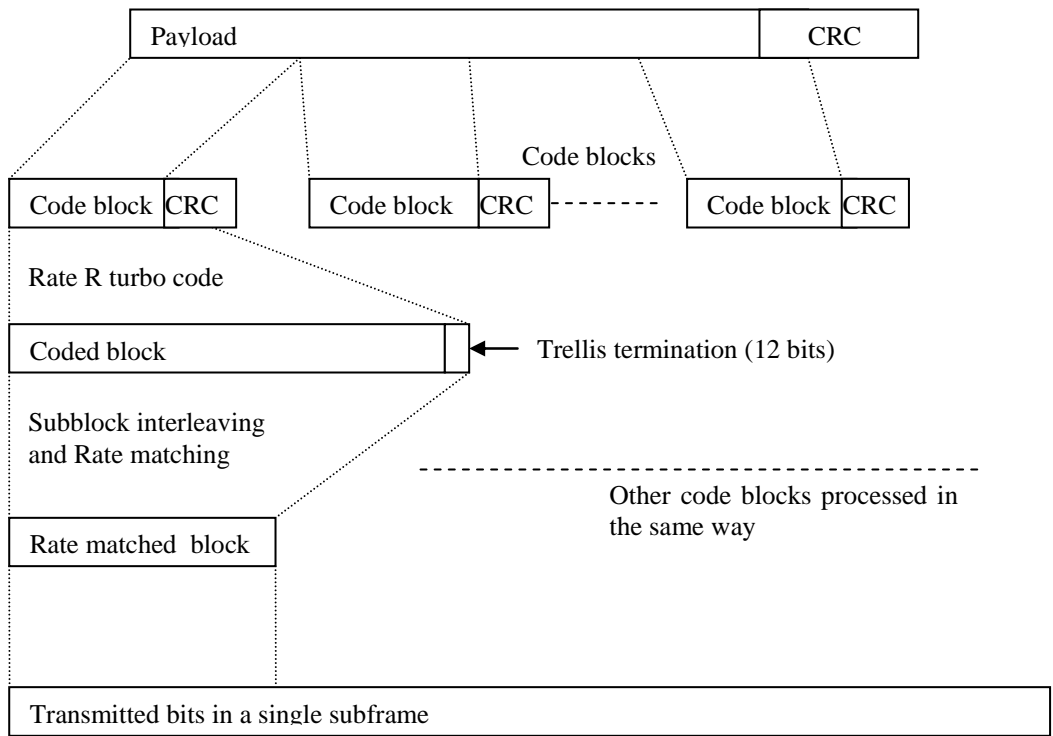 Payload CRC
Code blocks
Code block CRC Code block CRC Code block CRC
Rate R turbo code
Coded block
Trellis termination (12 bits)
Subblock interleaving
and Rate matching
Other code blocks processed in
the same way
Rate matched block
Transmitted bits in a single subframe